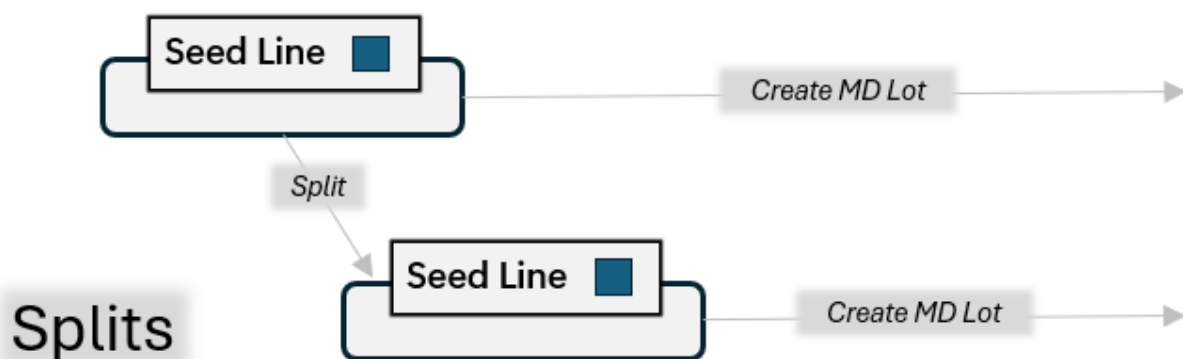 Seed Line
Create MD Lot
Split
Seed Line
Create MD Lot
Splits